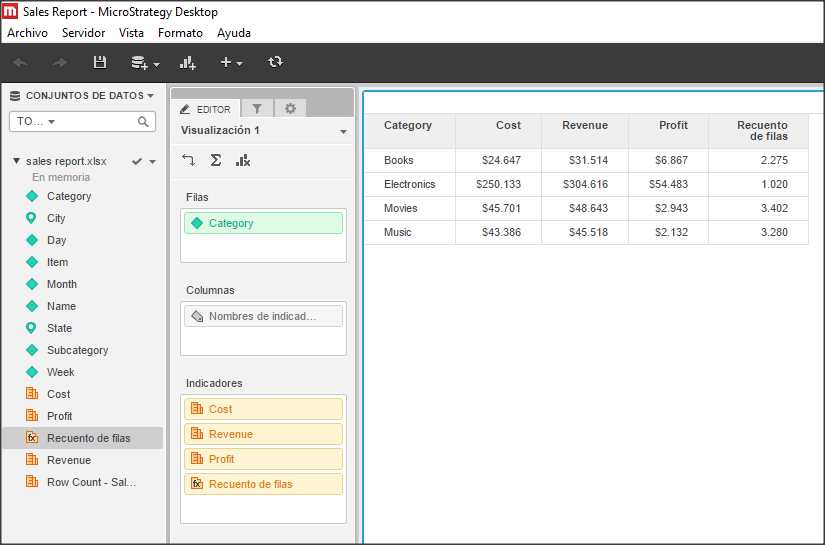 Sales Report - MicroStrategy Desktop
Archivo Servidor Vista Formato Ayuda
CONJUNTOS DE DATOS
TO...
sales report.xlsx
En memoria
Category
City
Day
Item
Month
Name
State
Subcategory
Week
Cost
Profit
Recuento de filas
Revenue
Row Count - Sal...
EDITOR
Visualización 1
Filas
Category
Columnas
Nombres de indicad...
Indicadores
Cost
Revenue
Profit
Recuento de filas
Category Cost Revenue Profit Recuento
de filas
Books $24.647 $31.514 $6.867 2.275
Electronics $250.133 $304.616 $54.483 1.020
Movies $45.701 $48.643 $2.943 3.402
Music $43.386 $45.518 $2.132 3.280